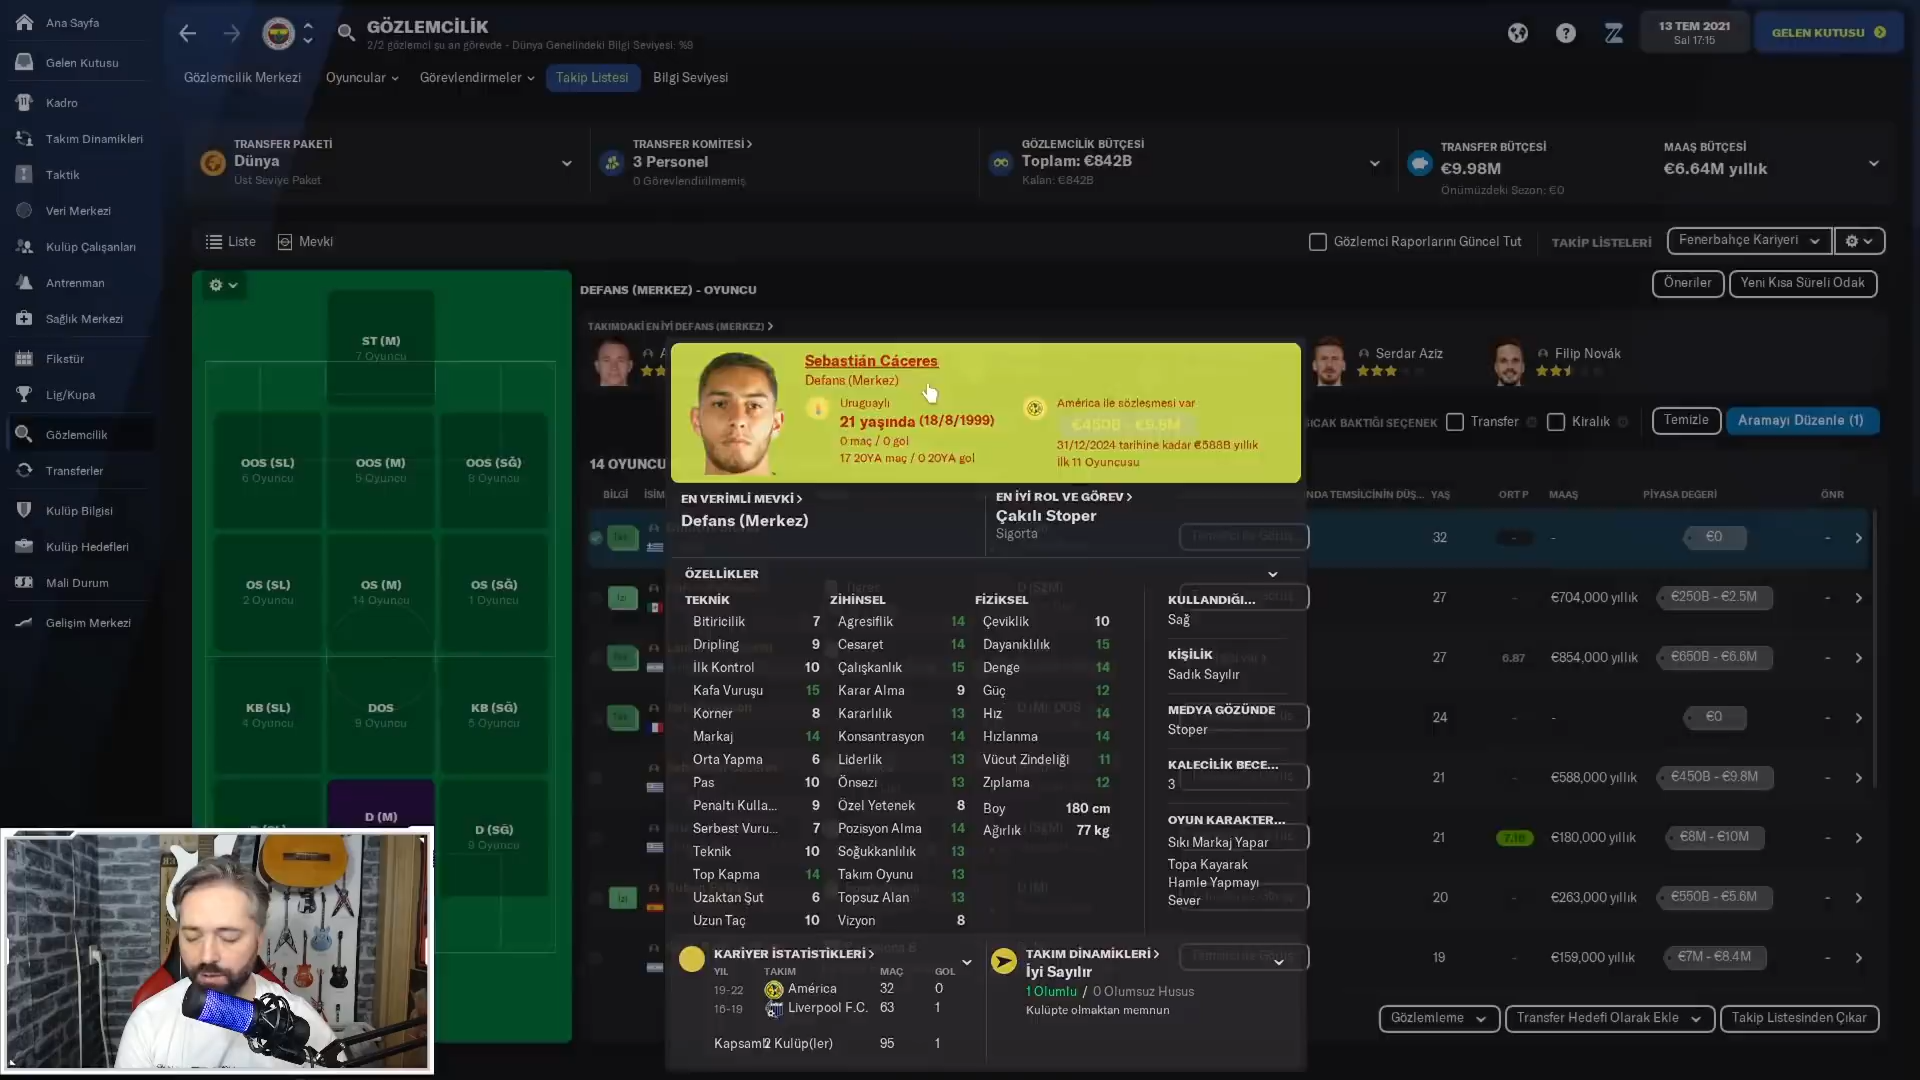 Ana Sayfa
Gelen Kutusu
Kadro
Takım Dinamikleri
Taktik
Veri Merkezi
Kulüp Çalışanları
Antrenman
Sağlık Merkezi
Fikstür
Lig/Kupa
Gözlemcilik
Transferler
Kulüp Bilgisi
Kulüp Hedefleri
Mali Durum
Gelişim Merkezi
GÖZLEMCİLİK
2/2 gözlemci şu an görevde - Dünya Genelindeki Bilgi Seviyesi: %9
13 TEM 2021
Sal 17:15
GELEN KUTUSU
Gözlemcilik Merkezi
Oyuncular
Görevlendirmeler
Takip Listesi
Bilgi Seviyesi
TRANSFER PAKETİ
Dünya
Üst Seviye Paket
TRANSFER KOMİTESİ >
3 Personel
0 Görevlendirilmemiş
GÖZLEMCİLİK BÜTÇESİ
Toplam: €842B
Kalan: €842B
TRANSFER BÜTÇESİ
€9.98M
Önümüzdeki Sezon: €0
MAAŞ BÜTÇESİ
€6.64M yıllık
Liste
Mevki
Gözlemci Raporlarını Güncel Tut
TAKİP LİSTELERİ
Fenerbahçe Kariyeri
ST (M)
7 Oyuncu
OOS (SL)
6 Oyuncu
OOS (M)
5 Oyuncu
OOS (SĞ)
9 Oyuncu
OS (SL)
2 Oyuncu
OS (M)
14 Oyuncu
OS (SĞ)
1 Oyuncu
KB (SL)
4 Oyuncu
DOS
9 Oyuncu
KB (SĞ)
5 Oyuncu
D (M)
D (SĞ)
9 Oyuncu
DEFANS (MERKEZ) - OYUNCU
Öneriler
Yeni Kısa Süreli Odak
TAKIMDAKİ EN İYİ DEFANS (MERKEZ) >
Serdar Aziz
Filip Novák
SICAK BAKTIĞI SEÇENEK
Transfer
Kiralık
Temizle
Aramayı Düzenle (1)
14 OYUNCU
BİLGİ
İSİM
NDA TEMSİLCİNİN DÜŞ...
YAŞ
ORT P
MAAŞ
PİYASA DEĞERİ
ÖNR
32 - - €0 -
27 - €704,000 yıllık €250B - €2.5M -
27 6.87 €854,000 yıllık €650B - €6.6M -
24 - - €0 -
21 - €588,000 yıllık €450B - €9.8M -
21 7.16 €180,000 yıllık €8M - €10M -
20 - €263,000 yıllık €550B - €5.6M -
19 - €159,000 yıllık €7M - €8.4M -
Sebastián Cáceres
Defans (Merkez)
Uruguaylı
21 yaşında (18/8/1999)
0 maç / 0 gol
17 20YA maç / 0 20YA gol
América ile sözleşmesi var
€450B - €9.8M
31/12/2024 tarihine kadar €588B yıllık
İlk 11 Oyuncusu
EN VERİMLİ MEVKİ >
Defans (Merkez)
EN İYİ ROL VE GÖREV >
Çakılı Stoper
Sigorta
ÖZELLİKLER
TEKNİK
Bitiricilik 7
Dripling 9
İlk Kontrol 10
Kafa Vuruşu 15
Korner 8
Markaj 14
Orta Yapma 6
Pas 10
Penaltı Kulla... 9
Serbest Vuru... 7
Teknik 10
Top Kapma 14
Uzaktan Şut 6
Uzun Taç 10
ZİHİNSEL
Agresiflik 14
Cesaret 14
Çalışkanlık 15
Karar Alma 9
Kararlılık 13
Konsantrasyon 14
Liderlik 13
Önsezi 13
Özel Yetenek 8
Pozisyon Alma 14
Soğukkanlılık 13
Takım Oyunu 13
Topsuz Alan 13
Vizyon 8
FİZİKSEL
Çeviklik 10
Dayanıklılık 15
Denge 14
Güç 12
Hız 14
Hızlanma 14
Vücut Zindeliği 11
Zıplama 12
Boy 180 cm
Ağırlık 77 kg
KULLANDIĞI...
Sağ
KİŞİLİK
Sadık Sayılır
MEDYA GÖZÜNDE
Stoper
KALECİLİK BECE...
3
OYUN KARAKTER...
Sıkı Markaj Yapar
Topa Kayarak
Hamle Yapmayı
Sever
KARİYER İSTATİSTİKLERİ >
YIL TAKIM MAÇ GOL
19-22 América 32 0
16-19 Liverpool F.C. 63 1
Kapsamlı 2 Kulüp(ler) 95 1
TAKIM DİNAMİKLERİ >
İyi Sayılır
1 Olumlu / 0 Olumsuz Husus
Kulüpte olmaktan memnun
Gözlemleme
Transfer Hedefi Olarak Ekle
Takip Listesinden Çıkar